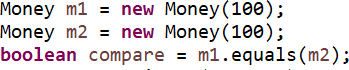 Money m1 = new Money(100);
Money m2 = new Money(100);
boolean compare = m1.equals(m2);